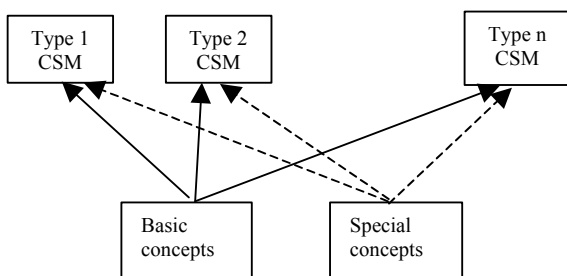 Type 1
CSM
Type 2
CSM
Type n
CSM
Basic
concepts
Special
concepts